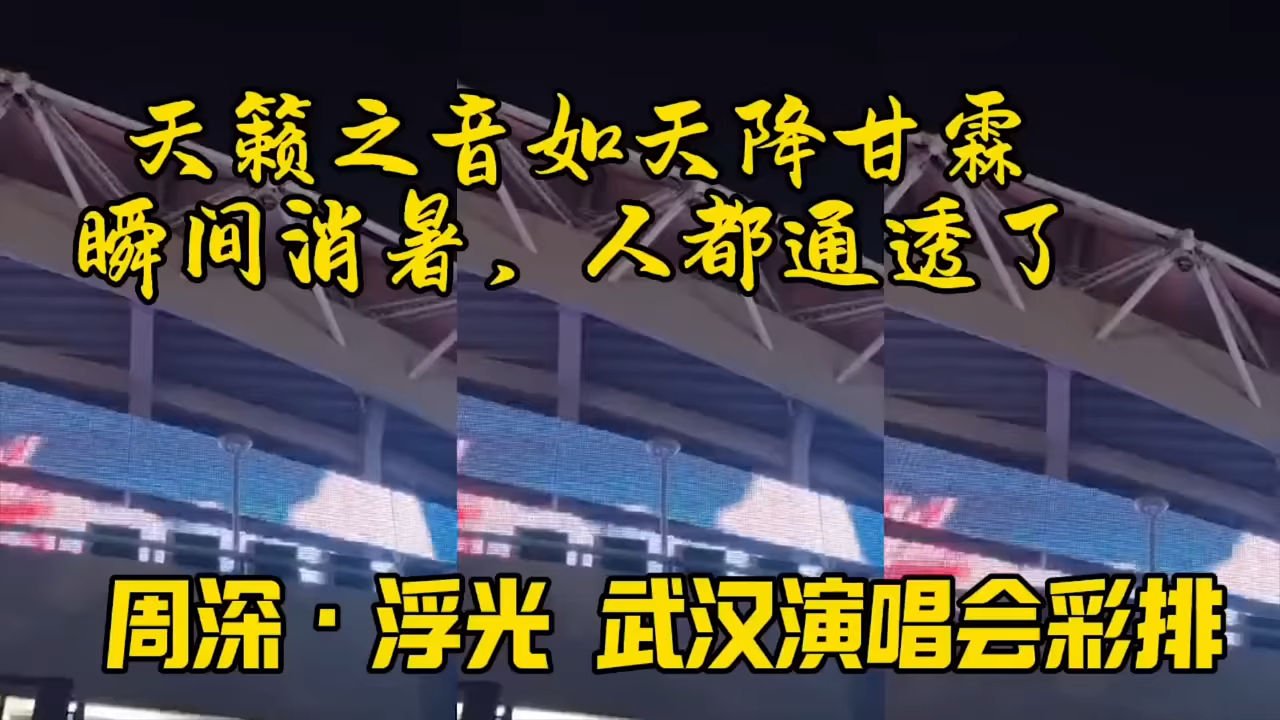 天籁之音如天降甘霖
瞬间消暑，人都通透了
周深·浮光 武汉演唱会彩排